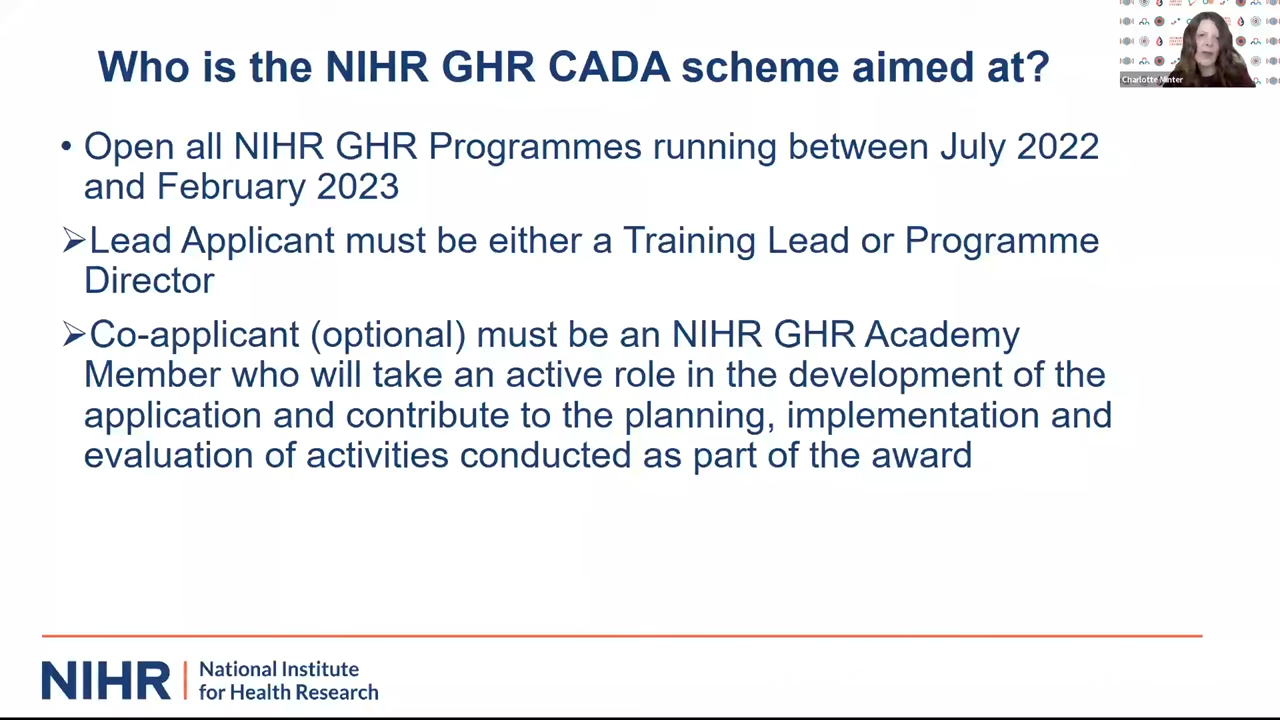 Who is the NIHR GHR CADA scheme aimed at?
Charlotte Minter
• Open all NIHR GHR Programmes running between July 2022
and February 2023
➢Lead Applicant must be either a Training Lead or Programme
Director
➢Co-applicant (optional) must be an NIHR GHR Academy
Member who will take an active role in the development of the
application and contribute to the planning, implementation and
evaluation of activities conducted as part of the award
NIHR | National Institute
for Health Research